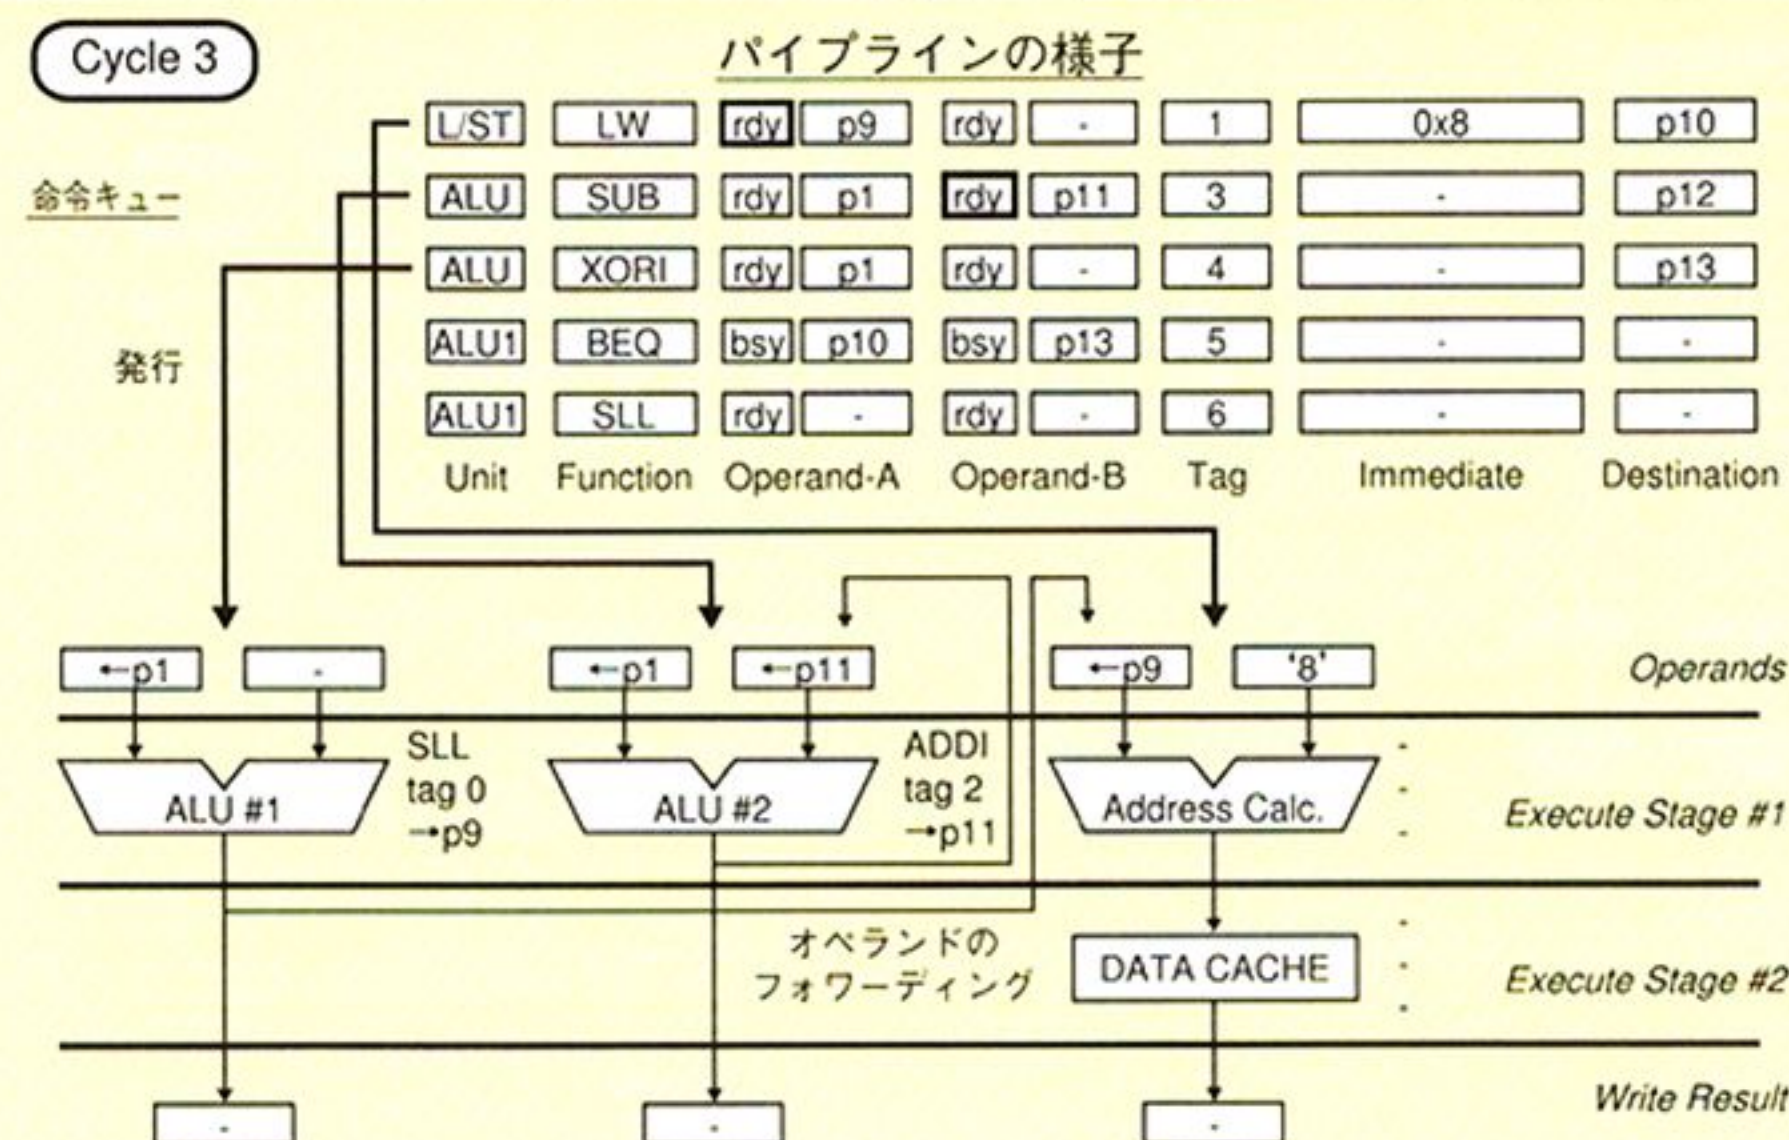 Cycle 3
パイプラインの様子
命令キュー
L/ST LW rdy p9 rdy - 1 0x8 p10
ALU SUB rdy p1 rdy p11 3 - p12
ALU XORI rdy p1 rdy - 4 - p13
ALU1 BEQ bsy p10 bsy p13 5 - -
ALU1 SLL rdy - rdy - 6 - -
Unit Function Operand-A Operand-B Tag Immediate Destination
発行
←p1 - ←p1 ←p11 ←p9 '8' Operands
ALU #1
SLL
tag 0
→p9
ALU #2
ADDI
tag 2
→p11
Address Calc.
-
-
-
Execute Stage #1
オペランドの
フォワーディング
DATA CACHE
-
-
-
Execute Stage #2
Write Result
- - -